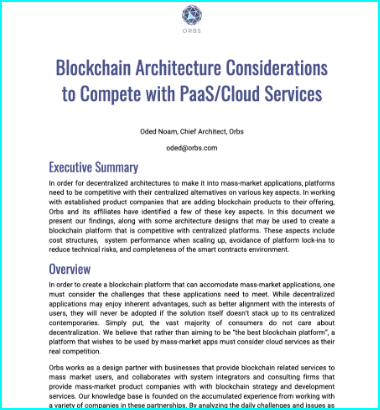 ORBS
Blockchain Architecture Considerations
to Compete with PaaS/Cloud Services
Oded Noam, Chief Architect, Orbs
oded@orbs.com
Executive Summary
In order for decentralized architectures to make it into mass-market applications, platforms
need to be competitive with their centralized alternatives on various key aspects. In working
with established product companies that are adding blockchain products to their offering,
Orbs and its affiliates have identified a few of these key aspects. In this document we
present our findings, along with some architecture designs that may be used to create a
blockchain platform that is competitive with centralized platforms. These aspects include
cost structures, system performance when scaling up, avoidance of platform lock-ins to
reduce technical risks, and completeness of the smart contracts environment.
Overview
In order to create a blockchain platform that can accomodate mass-market applications, one
must consider the challenges that these applications need to meet. While decentralized
applications may enjoy inherent advantages, such as better alignment with the interests of
users, they will never be adopted if the solution itself doesn't stack up to its centralized
contemporaries. Simply put, the vast majority of consumers do not care about
decentralization. We believe that rather than aiming to be "the best blockchain platform", a
platform that wishes to be used by mass-market apps must consider cloud services as their
real competition.
Orbs works as a design partner with businesses that provide blockchain related services to
mass market users, and collaborates with system integrators and consulting firms that
provide mass-market product companies with with blockchain strategy and development
services. Our knowledge base is founded on the accumulated experience from working with
a variety of companies in these partnerships. By analyzing the daily challenges and issues as